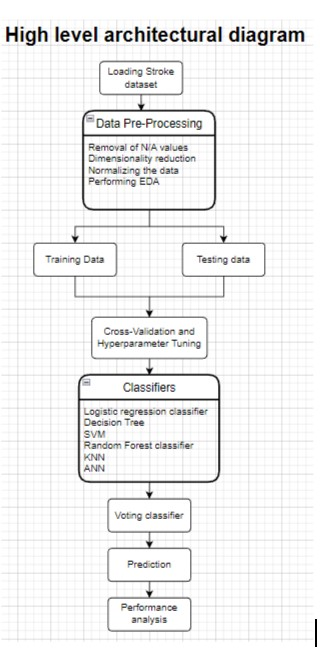 High level architectural diagram
Loading Stroke
dataset
Data Pre-Processing
Removal of N/A values
Dimensionality reduction
Normalizing the data
Performing EDA
Training Data
Testing data
Cross-Validation and
Hyperparameter Tuning
Classifiers
Logistic regression classifier
Decision Tree
SVM
Random Forest classifier
KNN
ANN
Voting classifier
Prediction
Performance
analysis